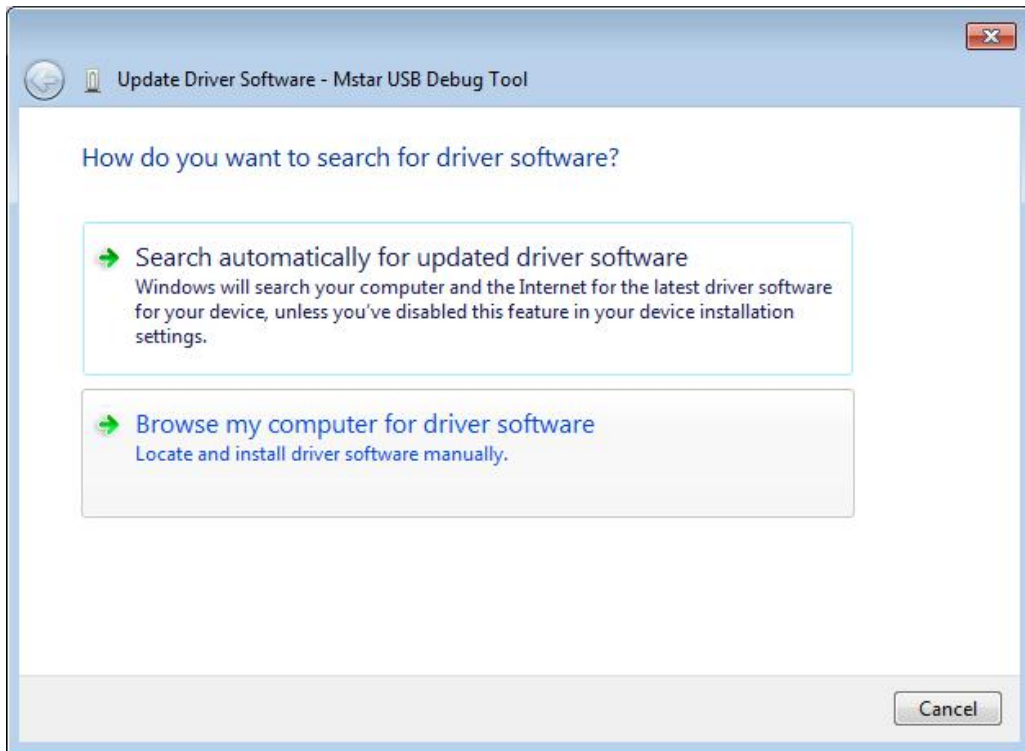 Update Driver Software - Mstar USB Debug Tool
How do you want to search for driver software?
Search automatically for updated driver software
Windows will search your computer and the Internet for the latest driver software
for your device, unless you've disabled this feature in your device installation
settings.
Browse my computer for driver software
Locate and install driver software manually.
Cancel